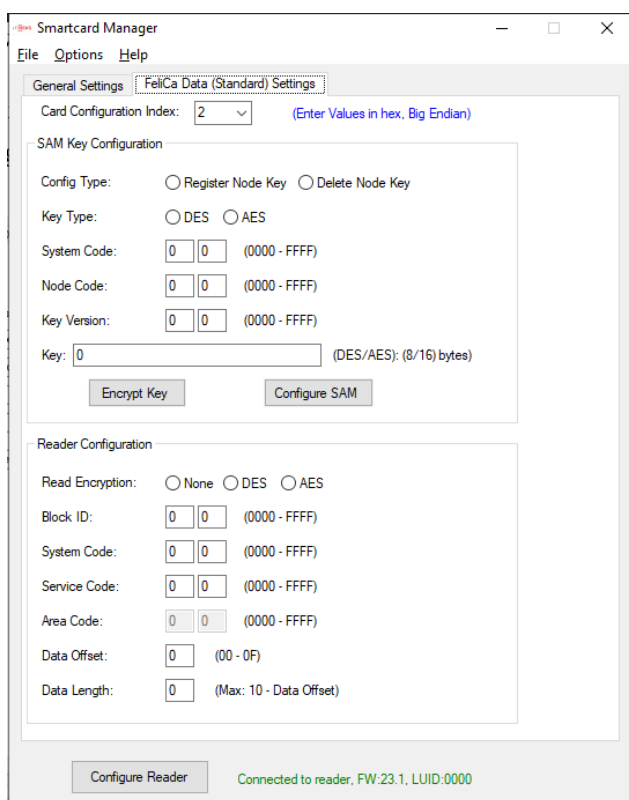 Smartcard Manager
File Options Help
General Settings FeliCa Data (Standard) Settings
Card Configuration Index: 2 (Enter Values in hex, Big Endian)
SAM Key Configuration
Config Type: Register Node Key Delete Node Key
Key Type: DES AES
System Code: 0 0 (0000 - FFFF)
Node Code: 0 0 (0000 - FFFF)
Key Version: 0 0 (0000 - FFFF)
Key: 0 (DES/AES): (8/16) bytes)
Encrypt Key Configure SAM
Reader Configuration
Read Encryption: None DES AES
Block ID: 0 0 (0000 - FFFF)
System Code: 0 0 (0000 - FFFF)
Service Code: 0 0 (0000 - FFFF)
Area Code: 0 0 (0000 - FFFF)
Data Offset: 0 (00 - 0F)
Data Length: 0 (Max: 10 - Data Offset)
Configure Reader Connected to reader, FW:23.1, LUID:0000